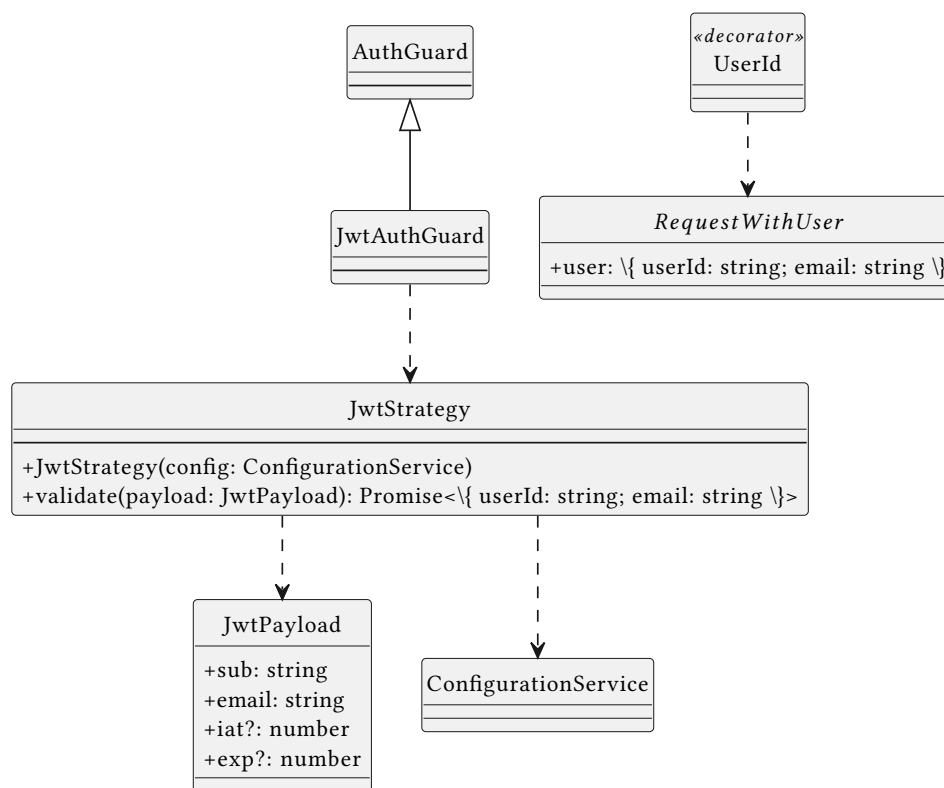 AuthGuard
«decorator»
UserId
JwtAuthGuard
RequestWithUser
+user: \{ userId: string; email: string \}
JwtStrategy
+JwtStrategy(config: ConfigurationService)
+validate(payload: JwtPayload): Promise<\{ userId: string; email: string \}>
JwtPayload
+sub: string
+email: string
+iat?: number
+exp?: number
ConfigurationService